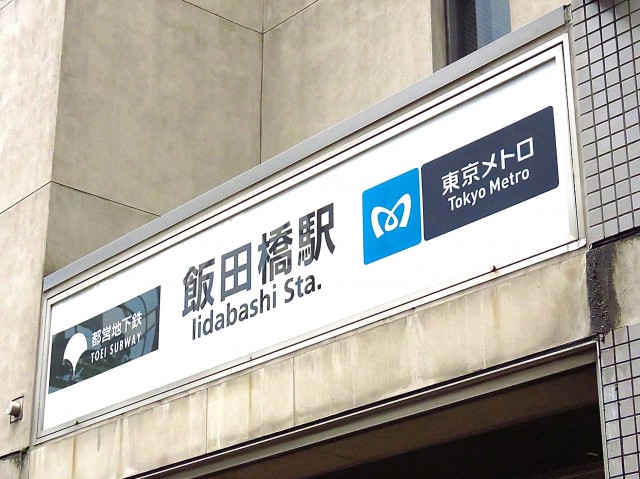 都営地下鉄
TOEI SUBWAY
飯田橋駅
Iidabashi Sta.
東京メトロ
Tokyo Metro